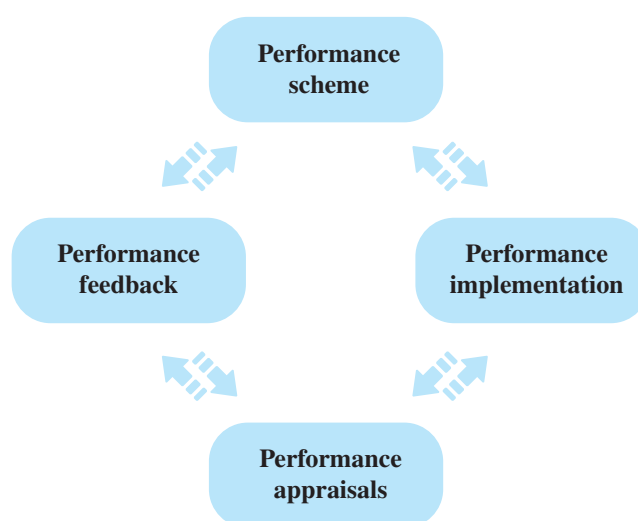 Performance
scheme
Performance
feedback
Performance
implementation
Performance
appraisals